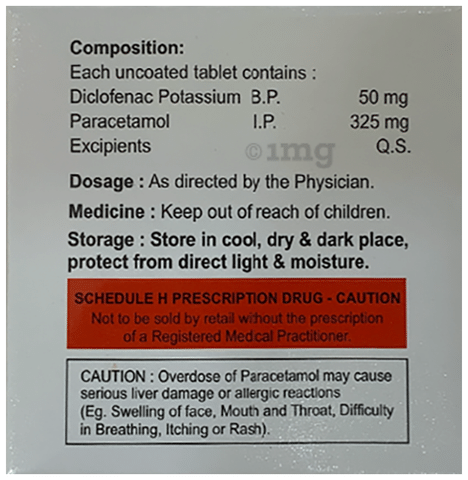 Composition:
Each uncoated tablet contains :
Diclofenac Potassium B.P. 50 mg
Paracetamol I.P. 325 mg
Excipients Q.S.
©1mg
Dosage : As directed by the Physician.
Medicine : Keep out of reach of children.
Storage : Store in cool, dry & dark place,
protect from direct light & moisture.
SCHEDULE H PRESCRIPTION DRUG - CAUTION
Not to be sold by retail without the prescription
of a Registered Medical Practitioner.
CAUTION : Overdose of Paracetamol may cause
serious liver damage or allergic reactions
(Eg. Swelling of face, Mouth and Throat, Difficulty
in Breathing, Itching or Rash).